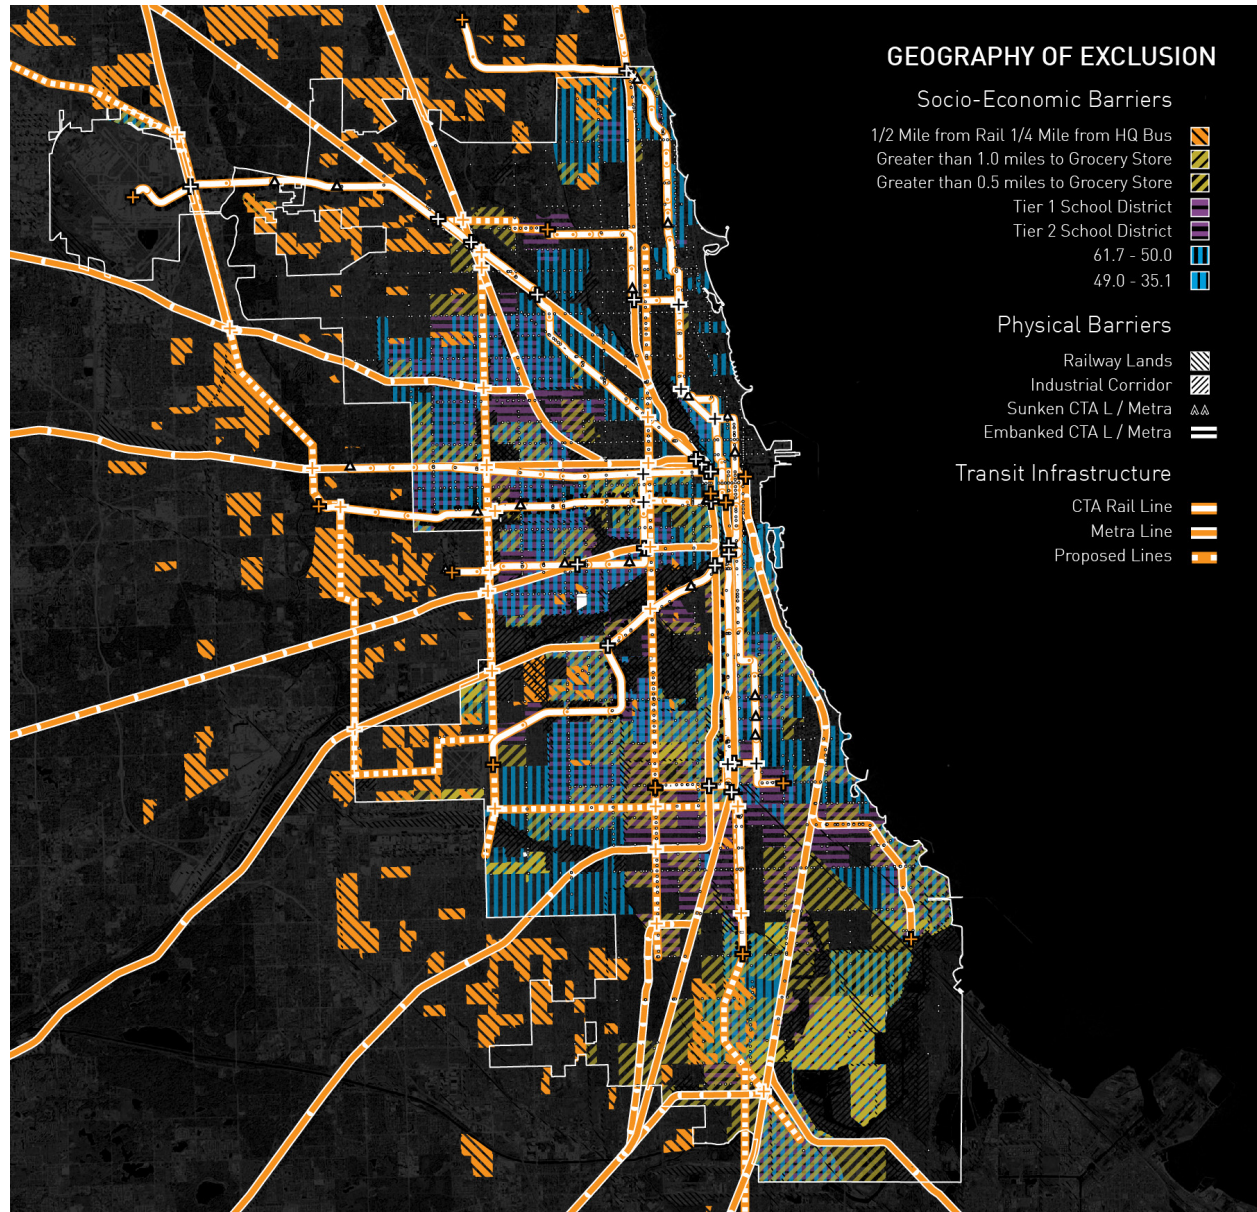 GEOGRAPHY OF EXCLUSION
Socio-Economic Barriers
1/2 Mile from Rail 1/4 Mile from HQ Bus
Greater than 1.0 miles to Grocery Store
Greater than 0.5 miles to Grocery Store
Tier 1 School District
Tier 2 School District
61.7 - 50.0
49.0 - 35.1
Physical Barriers
Railway Lands
Industrial Corridor
Sunken CTA L / Metra
Embanked CTA L / Metra
Transit Infrastructure
CTA Rail Line
Metra Line
Proposed Lines